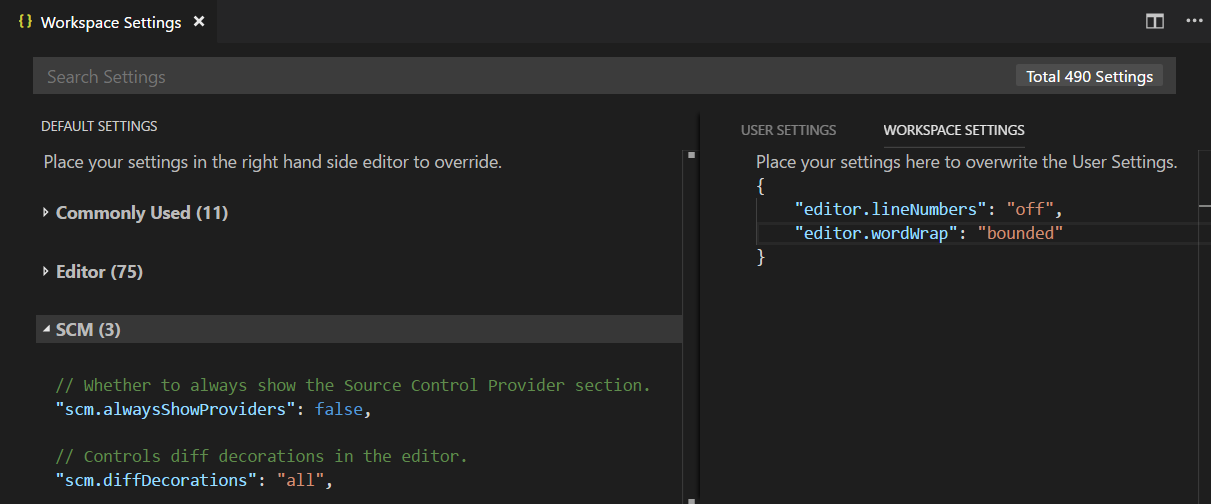 {} Workspace Settings ×
Search Settings
Total 490 Settings
DEFAULT SETTINGS
Place your settings in the right hand side editor to override.
Commonly Used (11)
Editor (75)
SCM (3)
// Whether to always show the Source Control Provider section.
"scm.alwaysShowProviders": false,
// Controls diff decorations in the editor.
"scm.diffDecorations": "all",
USER SETTINGS
WORKSPACE SETTINGS
Place your settings here to overwrite the User Settings.
{
"editor.lineNumbers": "off",
"editor.wordWrap": "bounded"
}